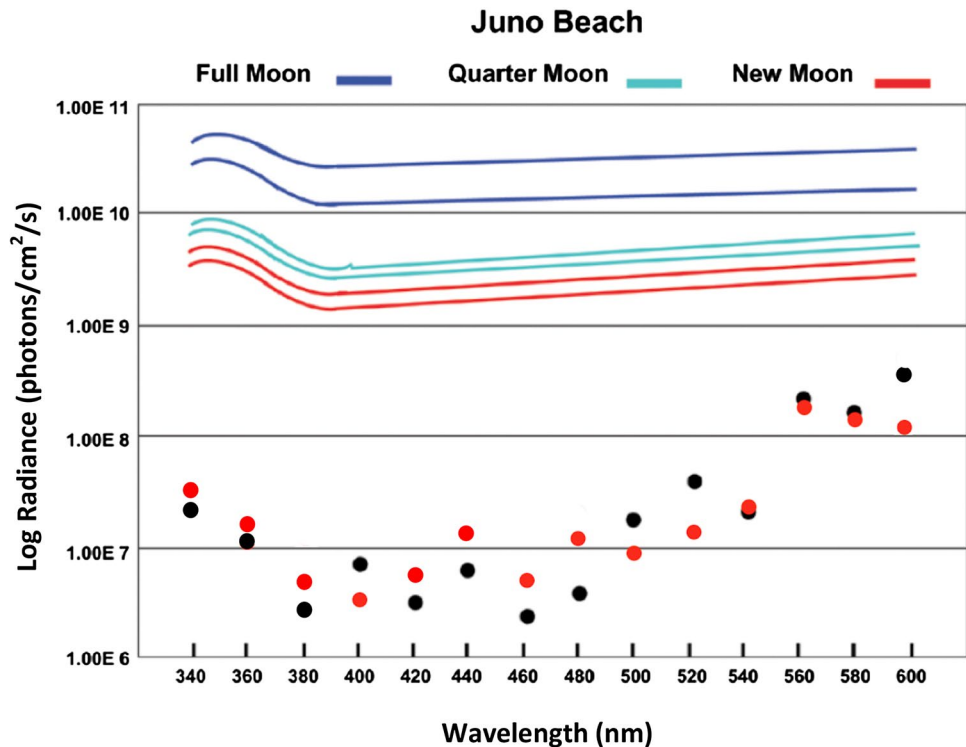 Juno Beach
Full Moon Quarter Moon New Moon
1.00E 11
1.00E 10
1.00E 9
1.00E 8
1.00E 7
1.00E 6
Log Radiance (photons/cm²/s)
340 360 380 400 420 440 460 480 500 520 540 560 580 600
Wavelength (nm)